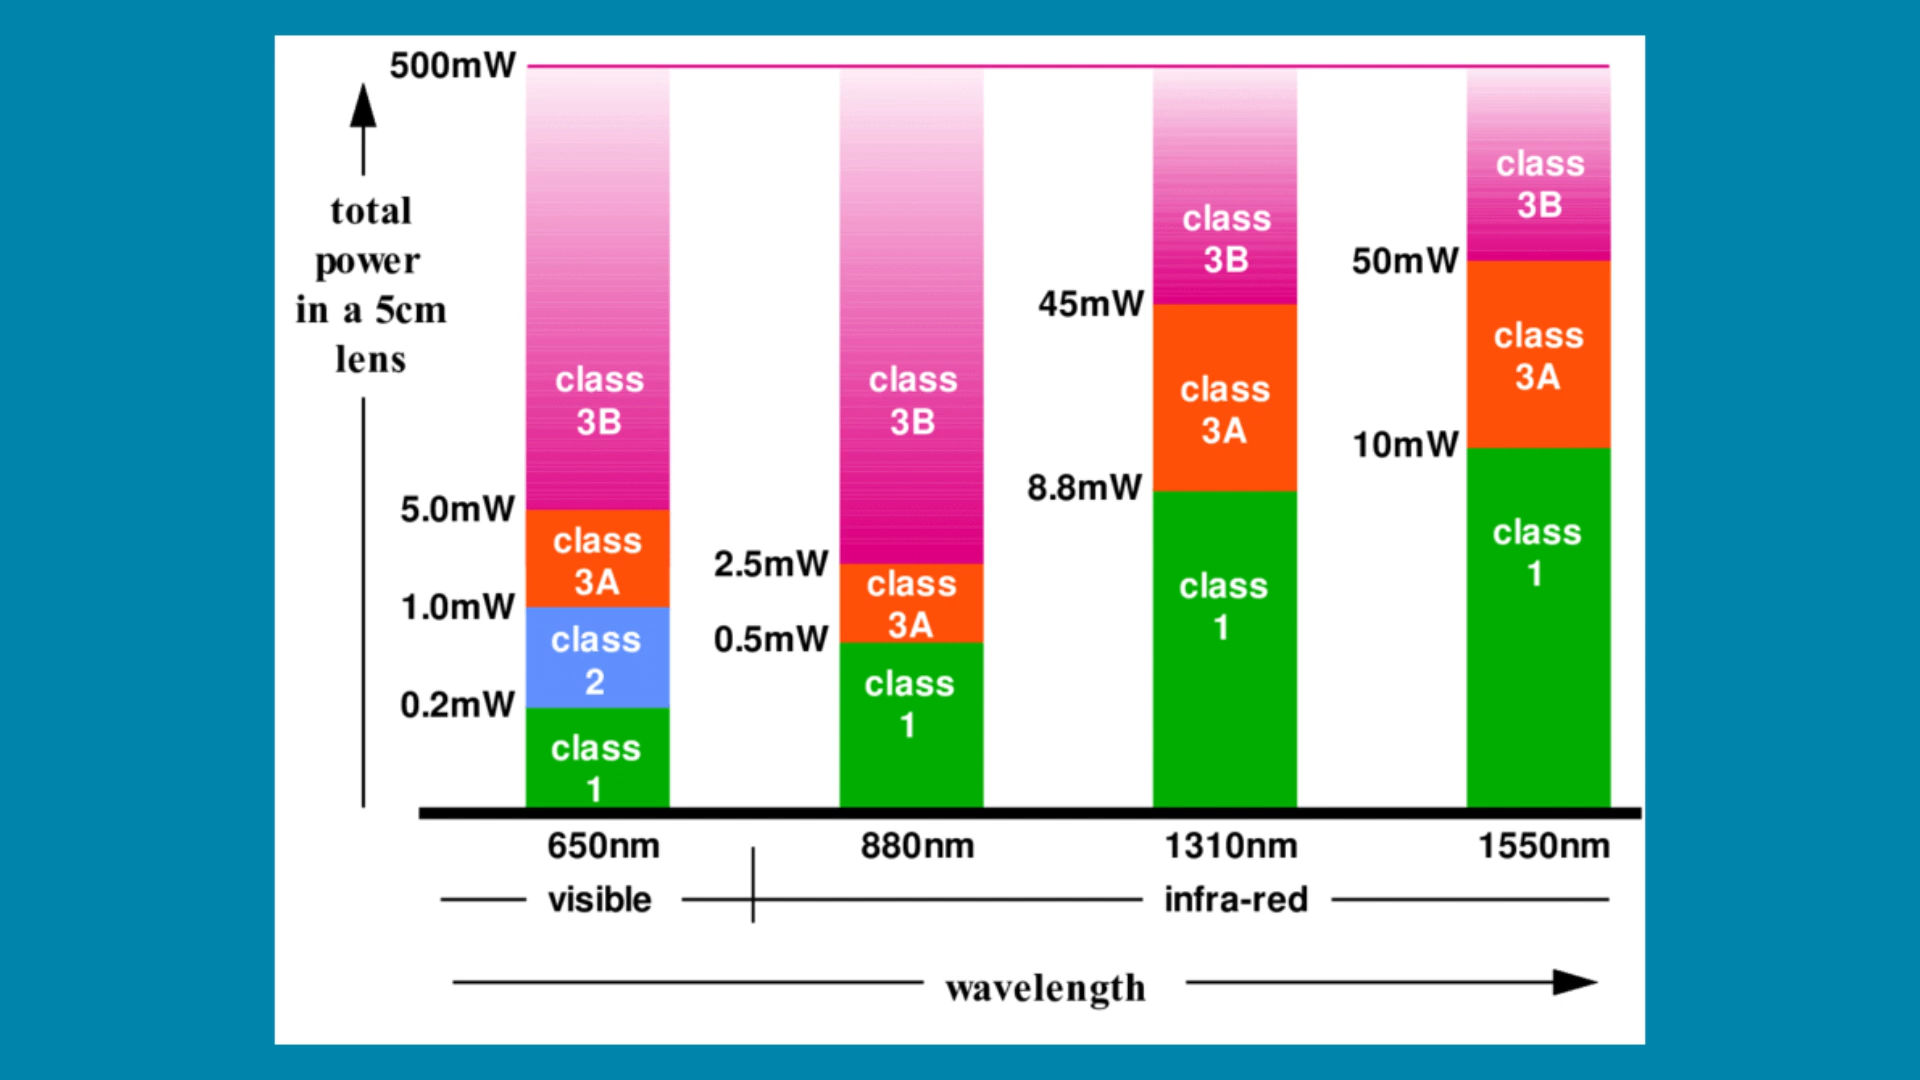 500mW
total
power
in a 5cm
lens
class
3B
5.0mW
class
3A
1.0mW
class
2
0.2mW
class
1
class
3B
2.5mW
class
3A
0.5mW
class
1
class
3B
45mW
class
3A
8.8mW
class
1
class
3B
50mW
class
3A
10mW
class
1
650nm
880nm
1310nm
1550nm
visible
infra-red
wavelength